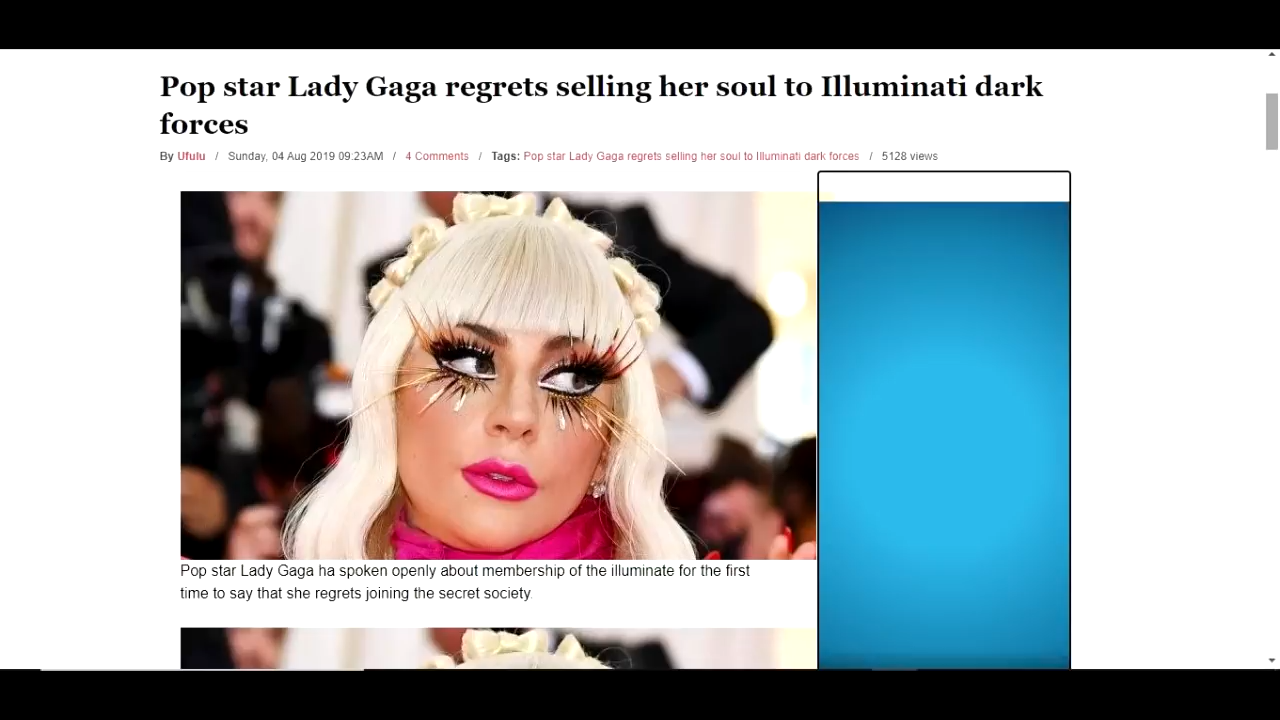 Pop star Lady Gaga regrets selling her soul to Illuminati dark
forces
By Ufulu / Sunday, 04 Aug 2019 09:23AM / 4 Comments / Tags: Pop star Lady Gaga regrets selling her soul to Illuminati dark forces / 5128 views
Pop star Lady Gaga ha spoken openly about membership of the illuminate for the first
time to say that she regrets joining the secret society